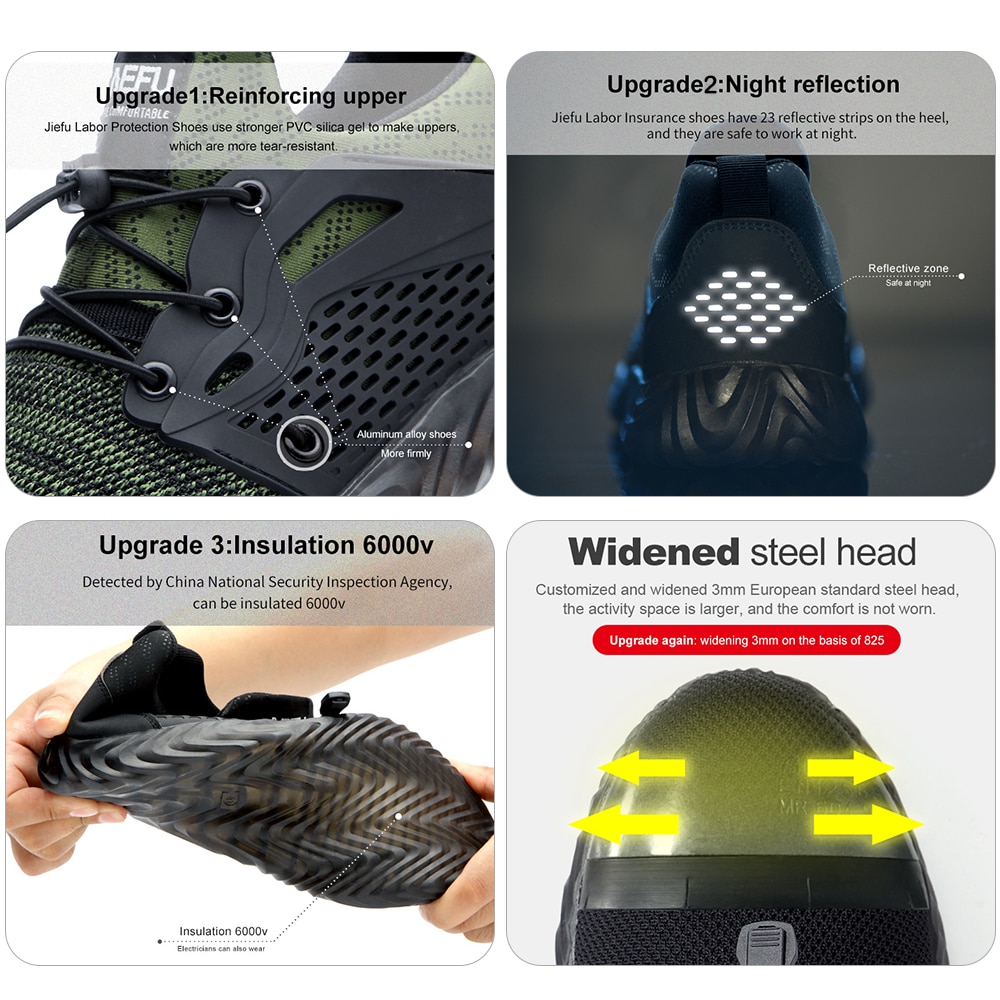 Upgrade1:Reinforcing upper
Jiefu Labor Protection Shoes use stronger PVC silica gel to make uppers,
which are more tear-resistant.
Aluminum alloy shoes
More firmly
Upgrade2:Night reflection
Jiefu Labor Insurance shoes have 23 reflective strips on the heel,
and they are safe to work at night.
Reflective zone
Safe at night
Upgrade 3:Insulation 6000v
Detected by China National Security Inspection Agency,
can be insulated 6000v
Insulation 6000v
Electricians can also wear
Widened steel head
Customized and widened 3mm European standard steel head,
the activity space is larger, and the comfort is not worn.
Upgrade again: widening 3mm on the basis of 825